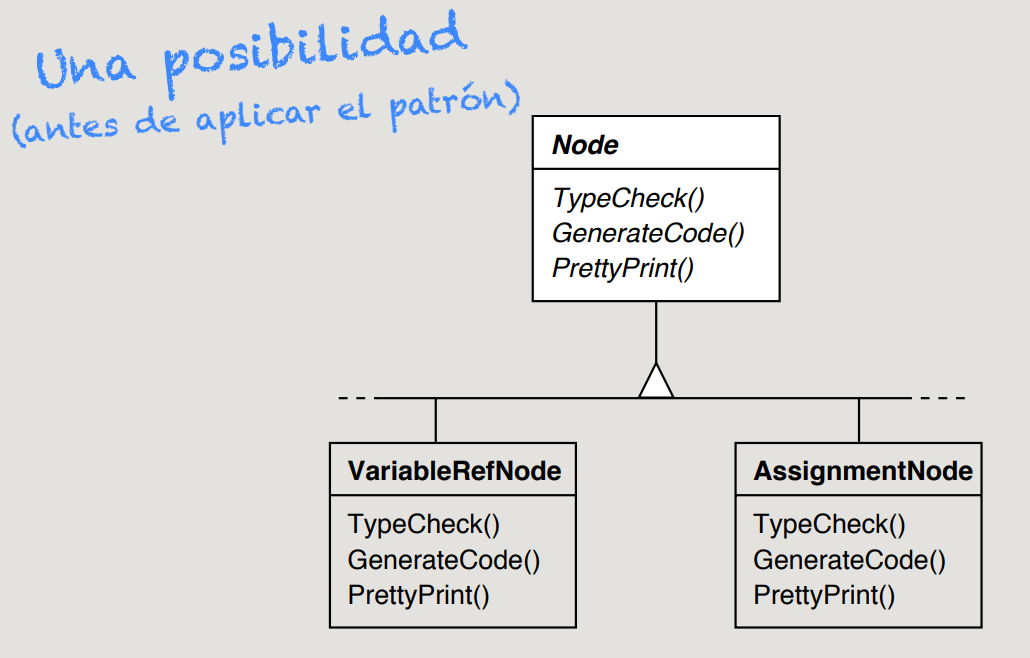 Una posibilidad
(antes de aplicar el patrón)
Node
TypeCheck()
GenerateCode()
PrettyPrint()
VariableRefNode
TypeCheck()
GenerateCode()
PrettyPrint()
AssignmentNode
TypeCheck()
GenerateCode()
PrettyPrint()